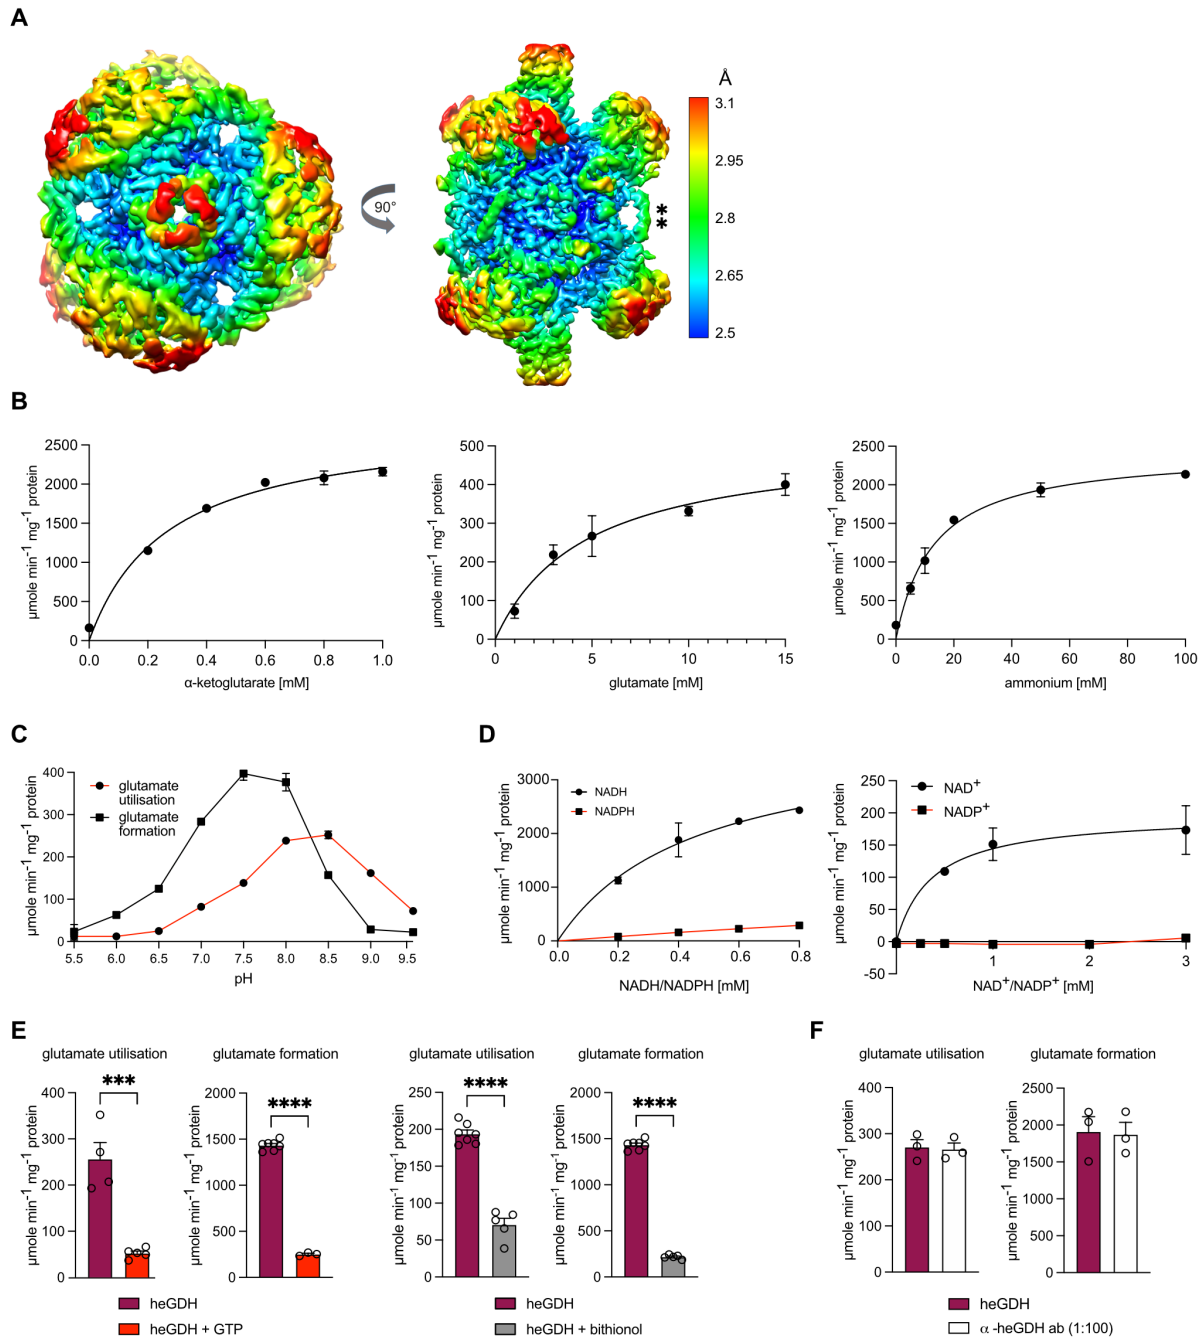 A
Å
3.1
2.95
2.8
2.65
2.5
90°
**
B
µmole min⁻¹ mg⁻¹ protein
2500
2000
1500
1000
500
0
0.0 0.2 0.4 0.6 0.8 1.0
α-ketoglutarate [mM]
µmole min⁻¹ mg⁻¹ protein
500
400
300
200
100
0
0 5 10 15
glutamate [mM]
µmole min⁻¹ mg⁻¹ protein
2500
2000
1500
1000
500
0
0 20 40 60 80 100
ammonium [mM]
C
µmole min⁻¹ mg⁻¹ protein
400
300
200
100
0
glutamate
utilisation
glutamate
formation
5.5 6.0 6.5 7.0 7.5 8.0 8.5 9.0 9.5
pH
D
µmole min⁻¹ mg⁻¹ protein
3000
2000
1000
0
NADH
NADPH
0.0 0.2 0.4 0.6 0.8
NADH/NADPH [mM]
µmole min⁻¹ mg⁻¹ protein
250
200
150
100
50
0
-50
NAD⁺
NADP⁺
1 2 3
NAD⁺/NADP⁺ [mM]
E
glutamate utilisation
µmole min⁻¹ mg⁻¹ protein
400
300
200
100
0
***
glutamate formation
µmole min⁻¹ mg⁻¹ protein
2000
1500
1000
500
0
****
heGDH
heGDH + GTP
glutamate utilisation
µmole min⁻¹ mg⁻¹ protein
250
200
150
100
50
0
****
glutamate formation
µmole min⁻¹ mg⁻¹ protein
2000
1500
1000
500
0
****
heGDH
heGDH + bithionol
F
glutamate utilisation
µmole min⁻¹ mg⁻¹ protein
400
300
200
300
100
0
glutamate formation
µmole min⁻¹ mg⁻¹ protein
2500
2000
1500
2000
1000
500
0
heGDH
α -heGDH ab (1:100)